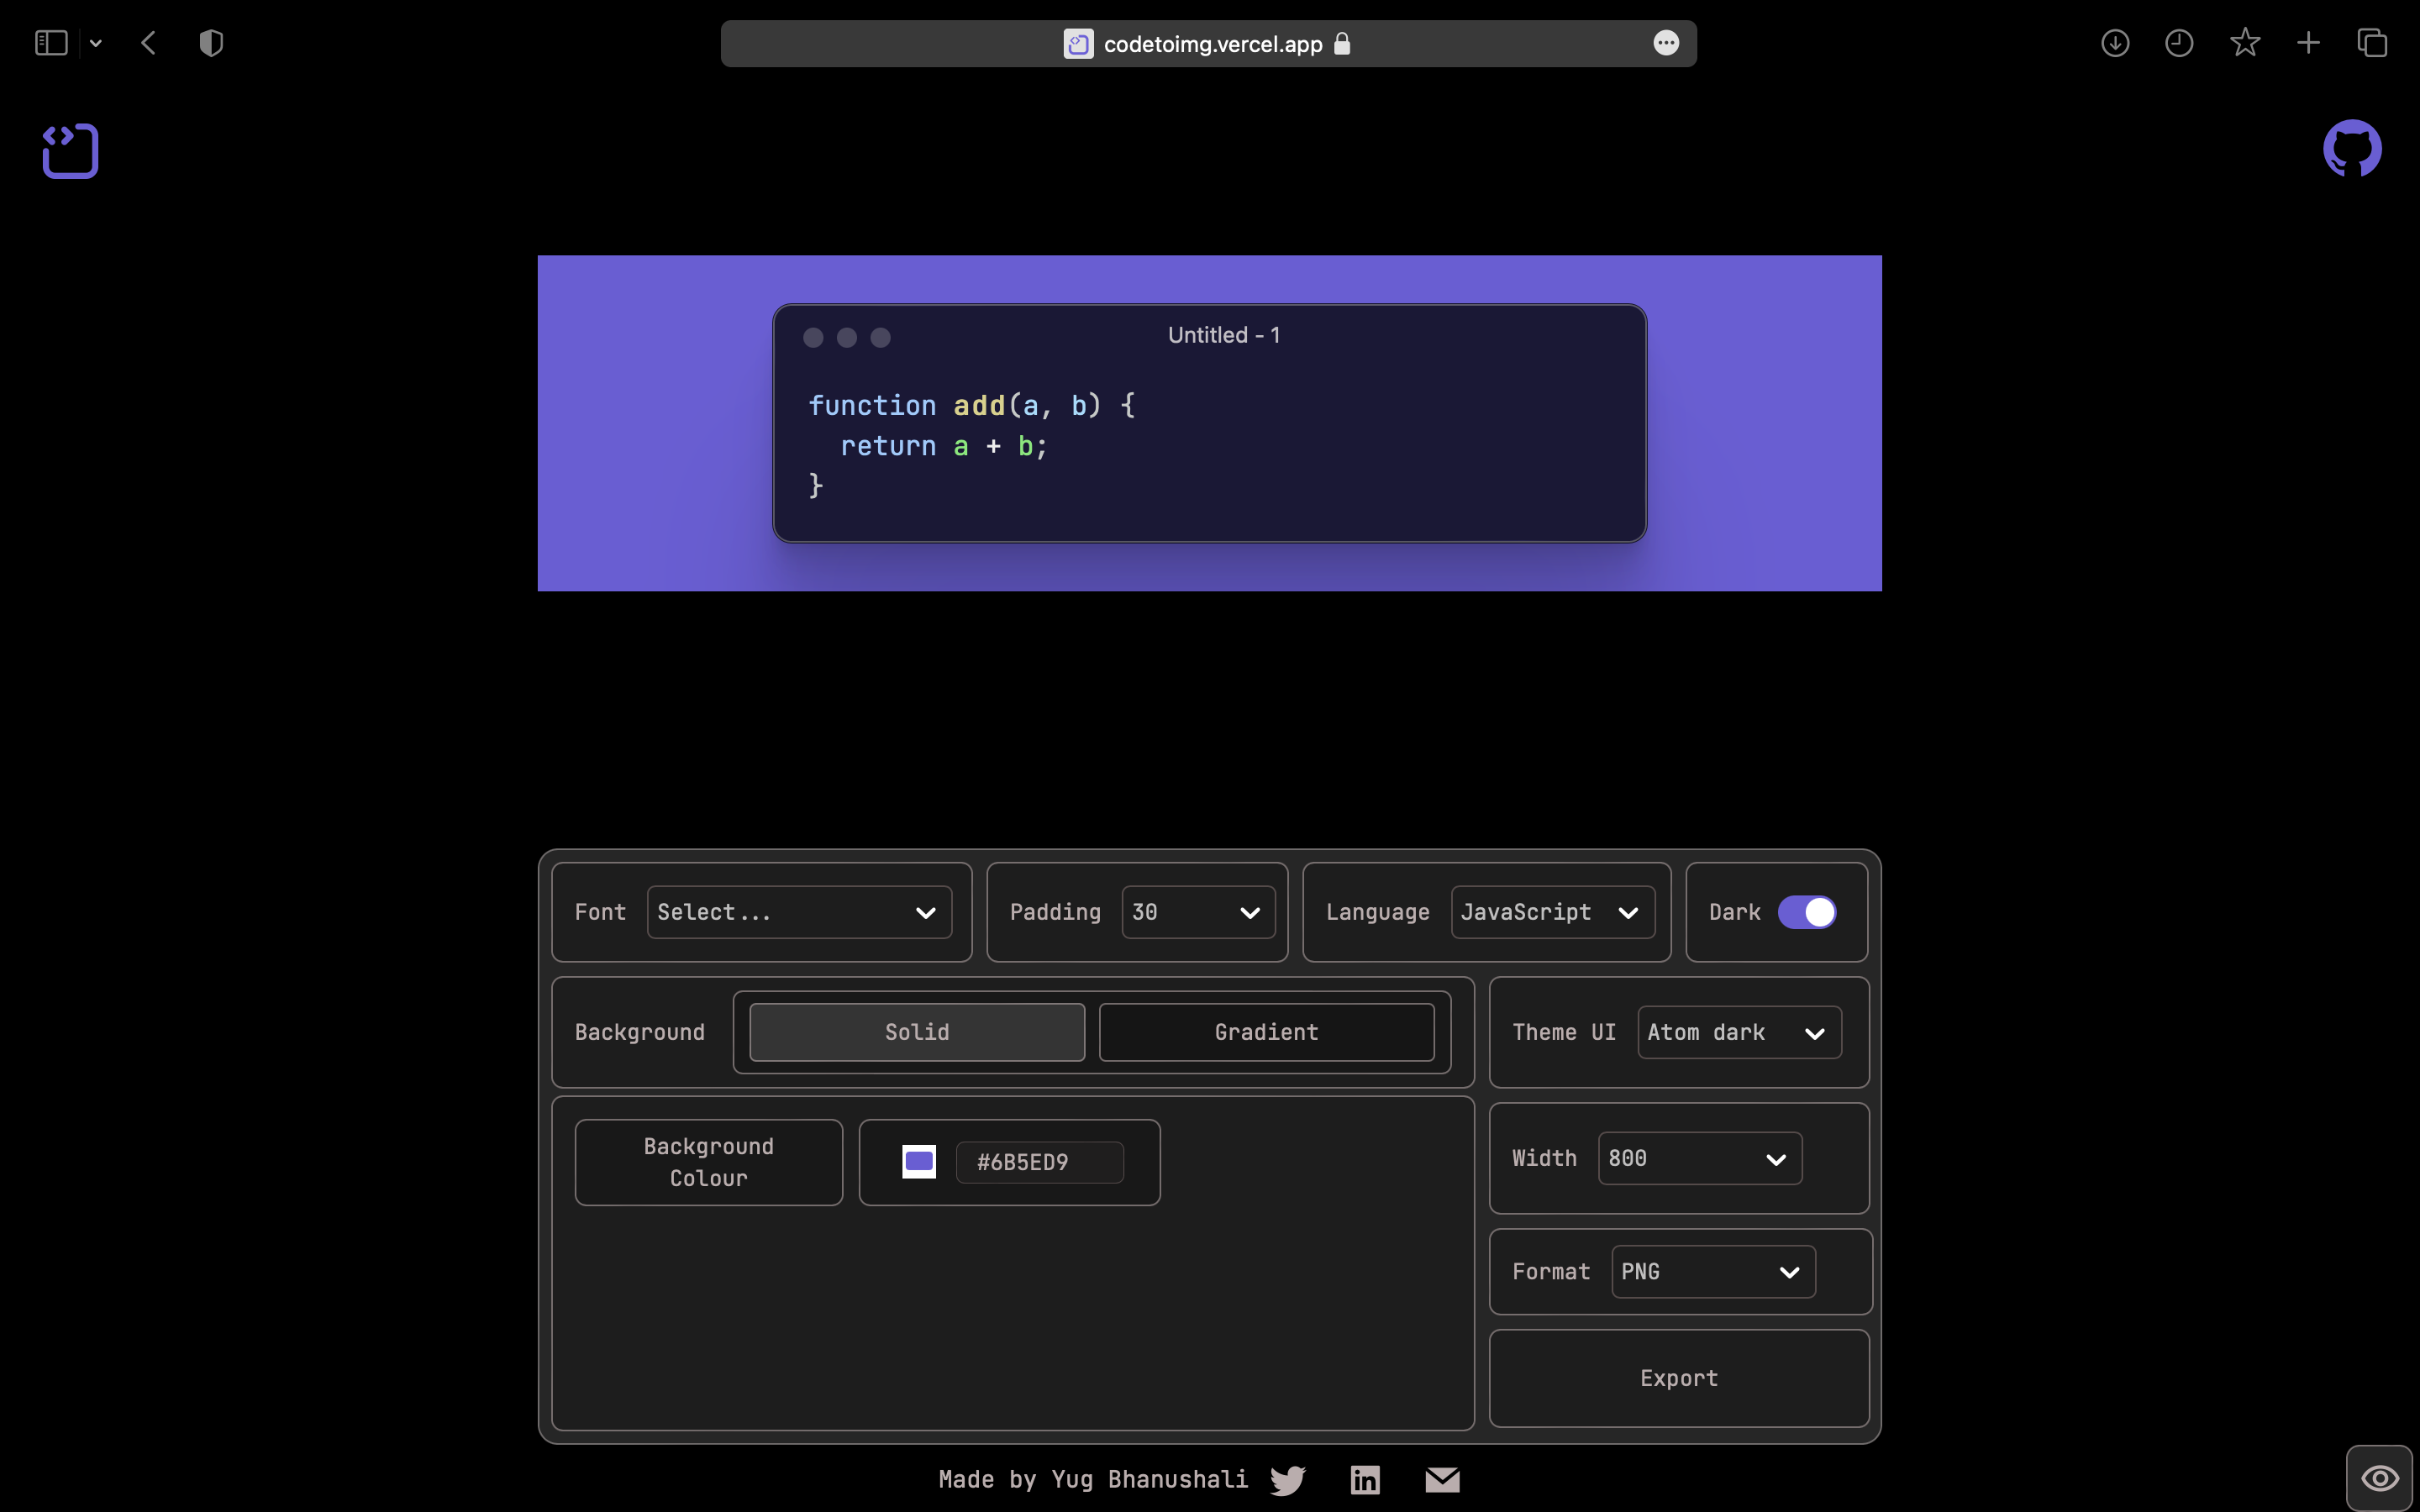 codetoimg.vercel.app
Untitled - 1
function add(a, b) {
  return a + b;
}
Font Select... Padding 30 Language JavaScript Dark
Background Solid Gradient Theme UI Atom dark
Background
Colour
#6B5ED9
Width 800
Format PNG
Export
Made by Yug Bhanushali